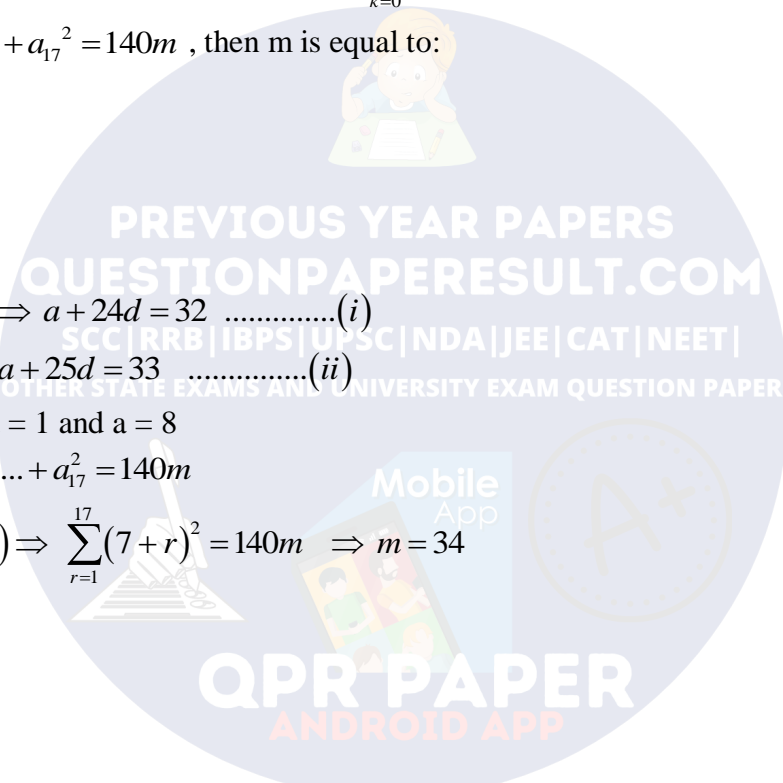 k=0
+ a₁₇² = 140m , then m is equal to:
PREVIOUS YEAR PAPERS
QUESTIONPAPERESULT.COM
⇒ a + 24d = 32 ..............(i)
SCC|RRB|IBPS|UPSC|NDA|JEE|CAT|NEET|
a + 25d = 33 ...............(ii)
OTHER STATE EXAMS AND UNIVERSITY EXAM QUESTION PAPER
= 1 and a = 8
... + a₁₇² = 140m
Mobile
App
A+
) ⇒ ∑_{r=1}^{17} (7 + r)² = 140m ⇒ m = 34
QPR PAPER
ANDROID APP